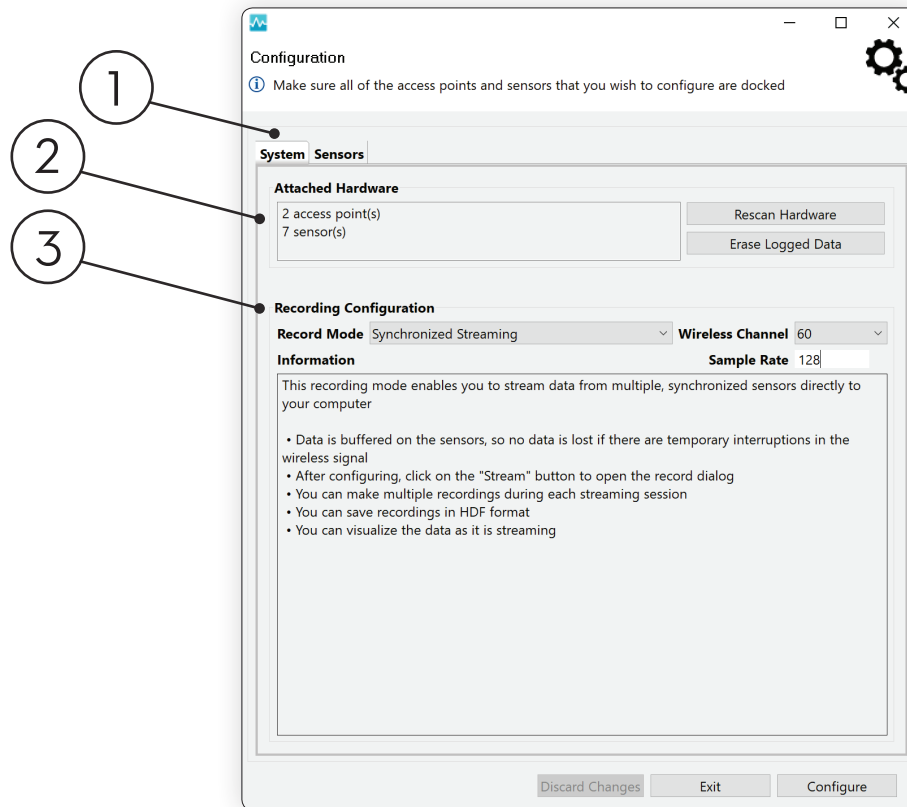 Configuration
Make sure all of the access points and sensors that you wish to configure are docked
1
System Sensors
2
Attached Hardware
2 access point(s)
7 sensor(s)
Rescan Hardware
Erase Logged Data
3
Recording Configuration
Record Mode Synchronized Streaming Wireless Channel 60
Information Sample Rate 128
This recording mode enables you to stream data from multiple, synchronized sensors directly to
your computer
• Data is buffered on the sensors, so no data is lost if there are temporary interruptions in the
wireless signal
• After configuring, click on the "Stream" button to open the record dialog
• You can make multiple recordings during each streaming session
• You can save recordings in HDF format
• You can visualize the data as it is streaming
Discard Changes Exit Configure